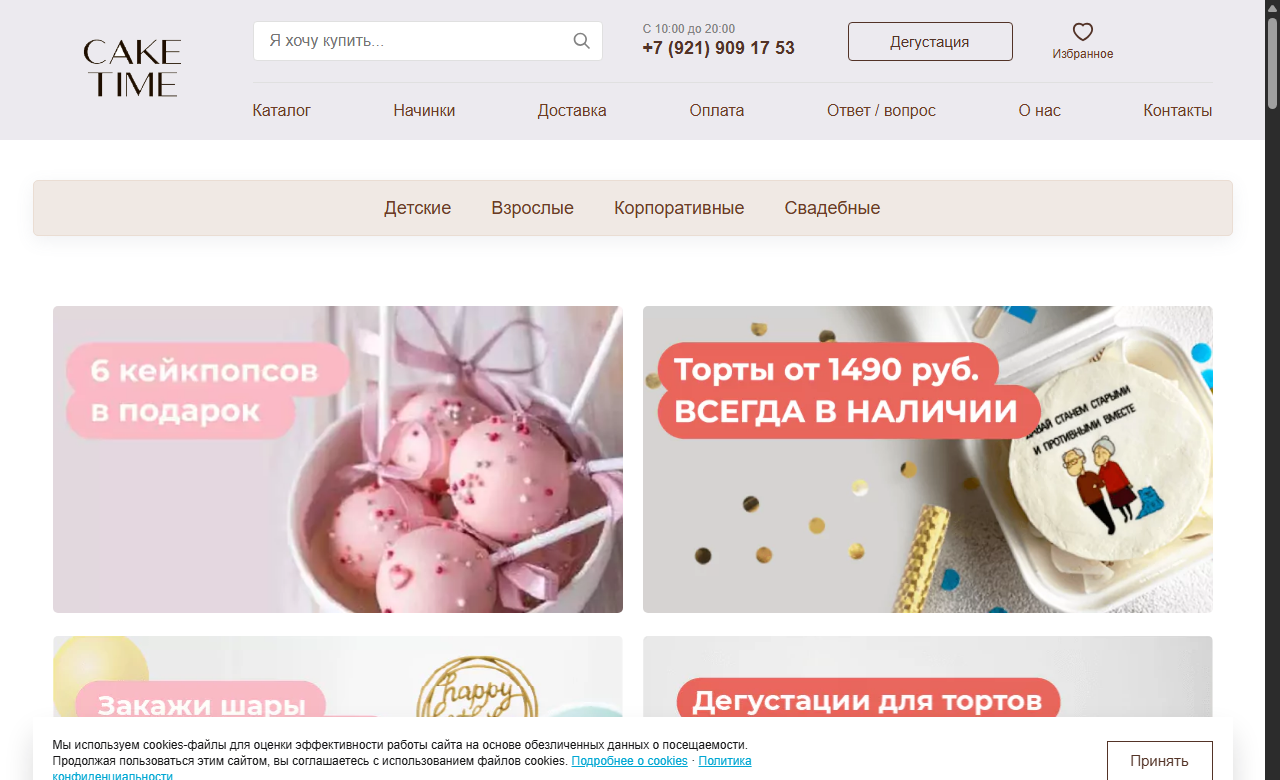 CAKE
TIME
Я хочу купить...
С 10:00 до 20:00
+7 (921) 909 17 53
Дегустация
Избранное
Каталог
Начинки
Доставка
Оплата
Ответ / вопрос
О нас
Контакты
Детские
Взрослые
Корпоративные
Свадебные
6 кейкпопсов
в подарок
Торты от 1490 руб.
ВСЕГДА В НАЛИЧИИ
ДАВАЙ СТАНЕМ СТАРЫМИ
И ПРОТИВНЫМИ ВМЕСТЕ
Закажи шары
happy
Дегустации для тортов
Мы используем cookies-файлы для оценки эффективности работы сайта на основе обезличенных данных о посещаемости.
Продолжая пользоваться этим сайтом, вы соглашаетесь с использованием файлов cookies. Подробнее о cookies · Политика
конфиденциальности
Принять